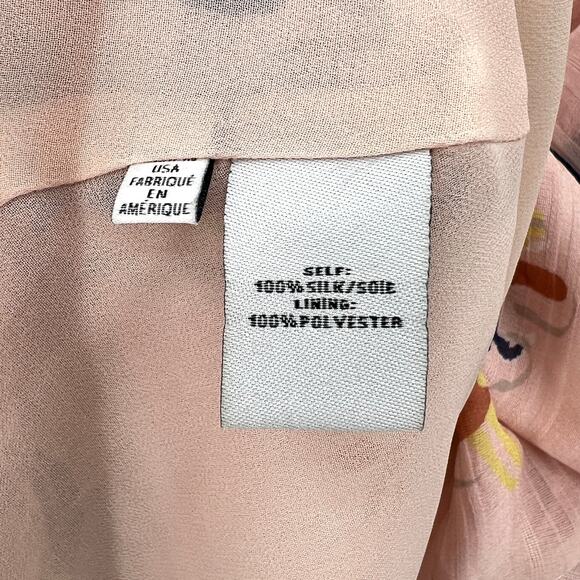 USA
FABRIQUÉ
EN
AMÉRIQUE
SELF:
100% SILK/SOIE
LINING:
100% POLYESTER